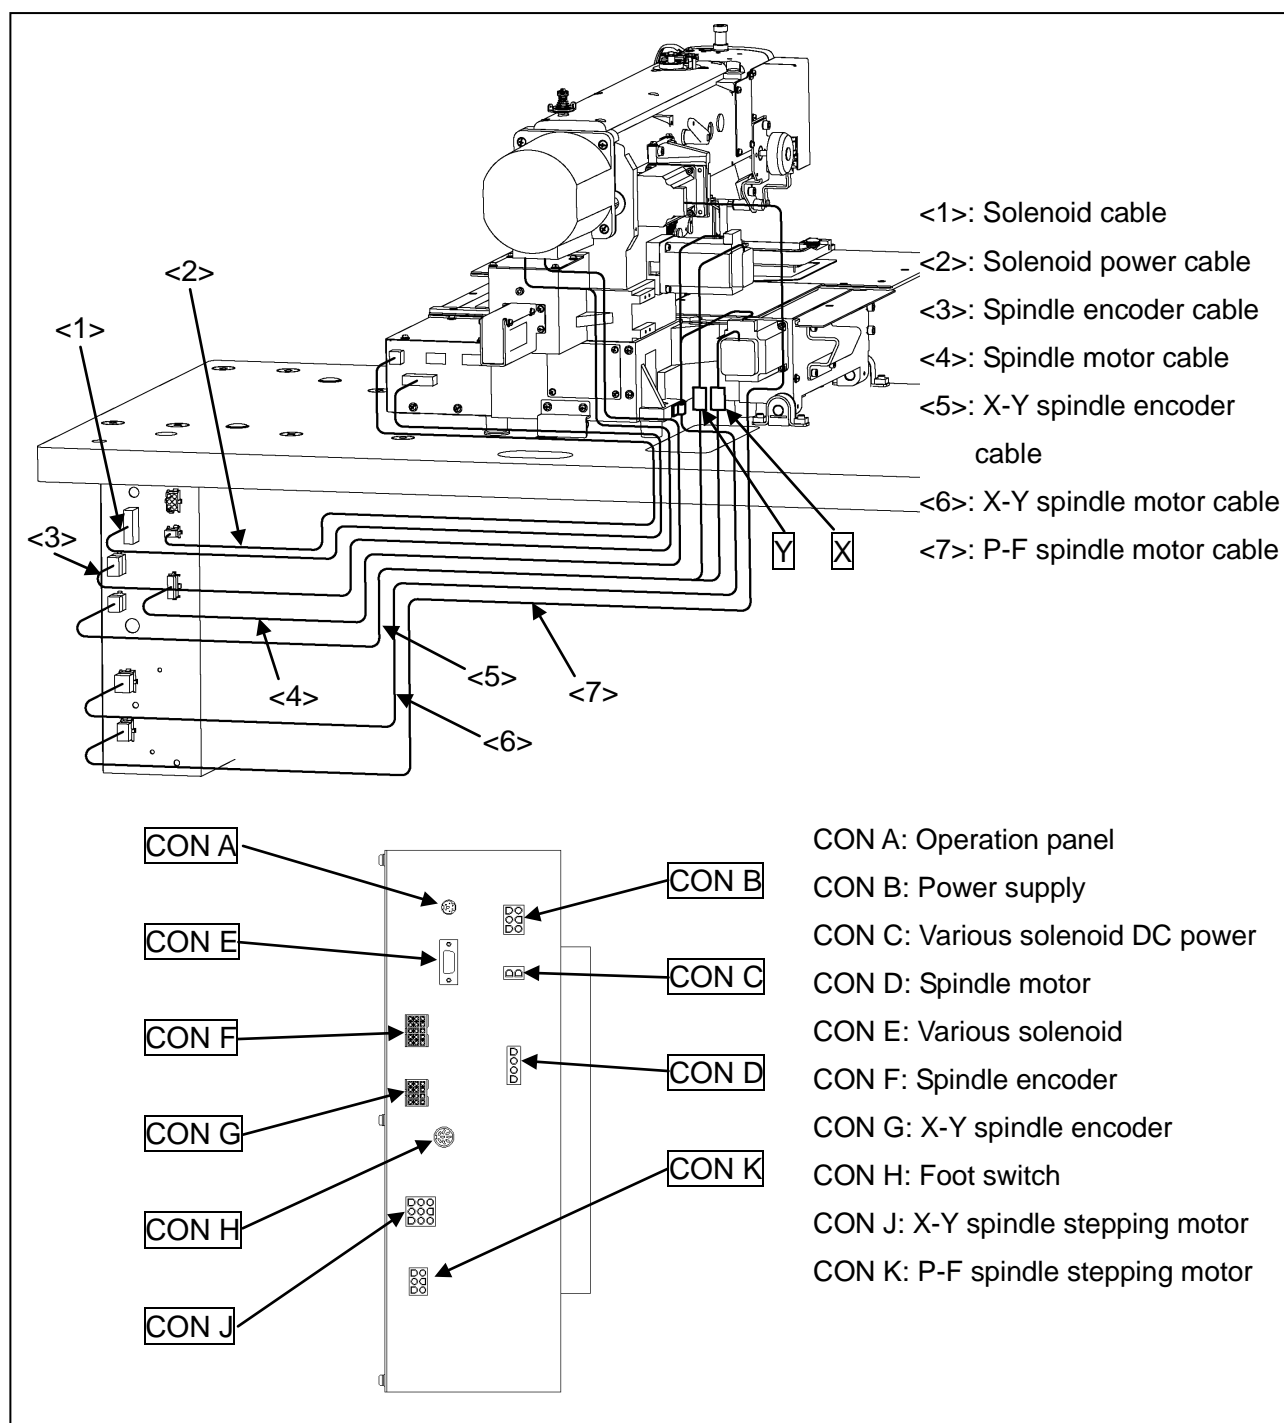 <1>: Solenoid cable
<2>: Solenoid power cable
<3>: Spindle encoder cable
<4>: Spindle motor cable
<5>: X-Y spindle encoder
cable
<6>: X-Y spindle motor cable
<7>: P-F spindle motor cable
<2>
<1>
<3>
Y
X
<5>
<4>
<7>
<6>
CON A
CON E
CON F
CON G
CON H
CON J
CON B
CON C
CON D
CON K
CON A: Operation panel
CON B: Power supply
CON C: Various solenoid DC power
CON D: Spindle motor
CON E: Various solenoid
CON F: Spindle encoder
CON G: X-Y spindle encoder
CON H: Foot switch
CON J: X-Y spindle stepping motor
CON K: P-F spindle stepping motor